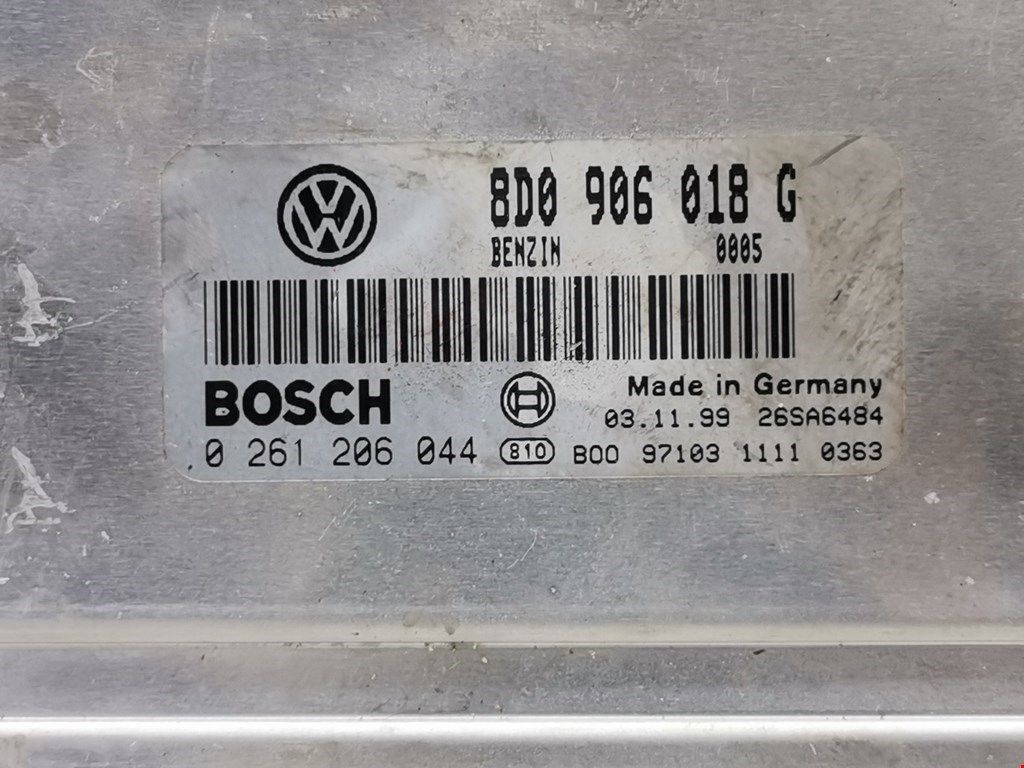 8D0 906 018 G
BENZIN 0005
BOSCH
Made in Germany
03.11.99 26SA6484
0 261 206 044 810 B00 97103 1111 0363